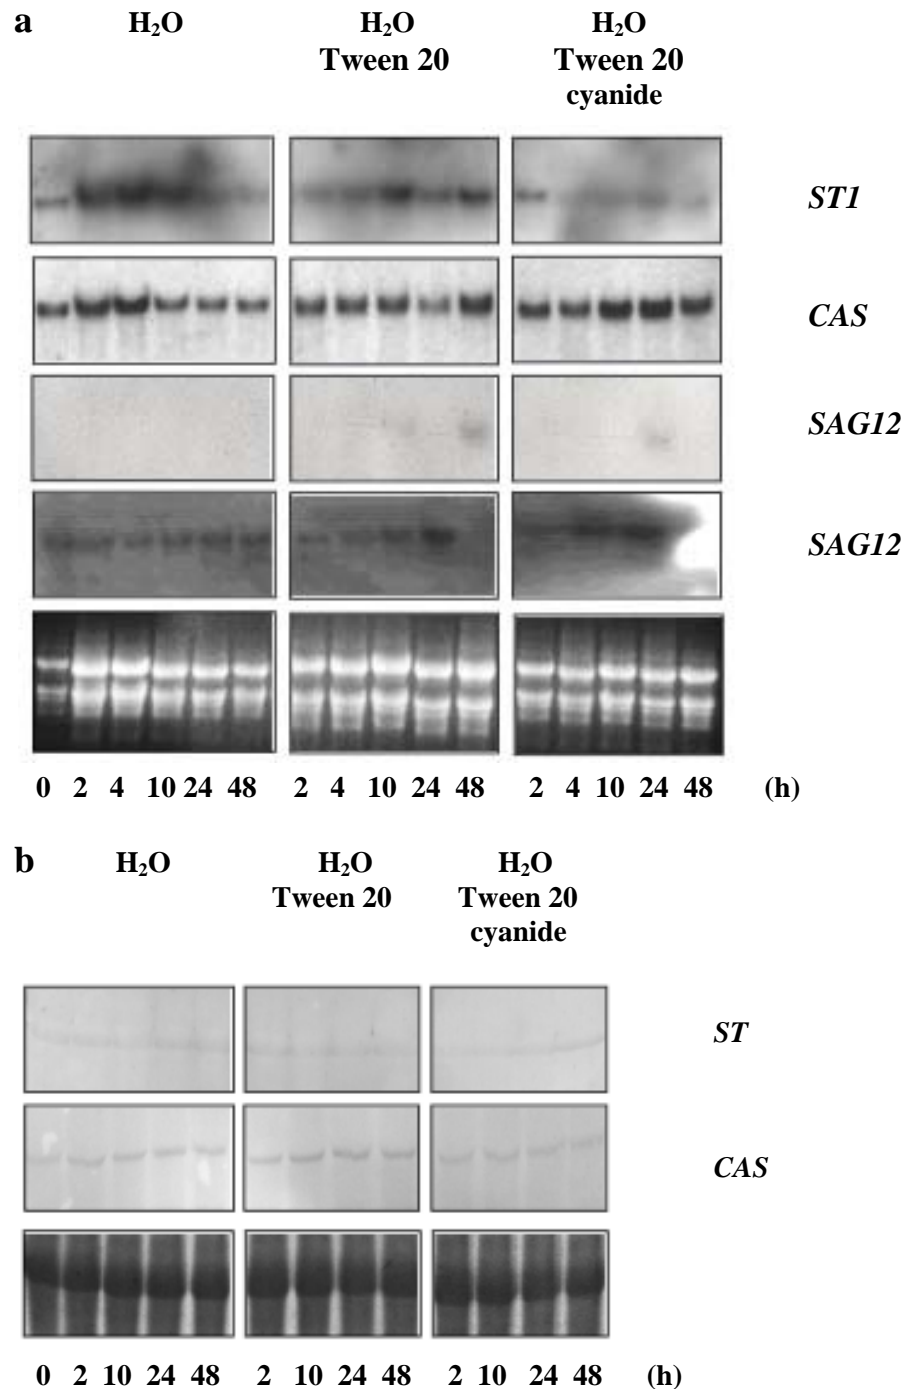 a H₂O H₂O H₂O
Tween 20 Tween 20
cyanide
ST1
CAS
SAG12
SAG12
0 2 4 10 24 48 2 4 10 24 48 2 4 10 24 48 (h)
b H₂O H₂O H₂O
Tween 20 Tween 20
cyanide
ST
CAS
0 2 10 24 48 2 10 24 48 2 10 24 48 (h)